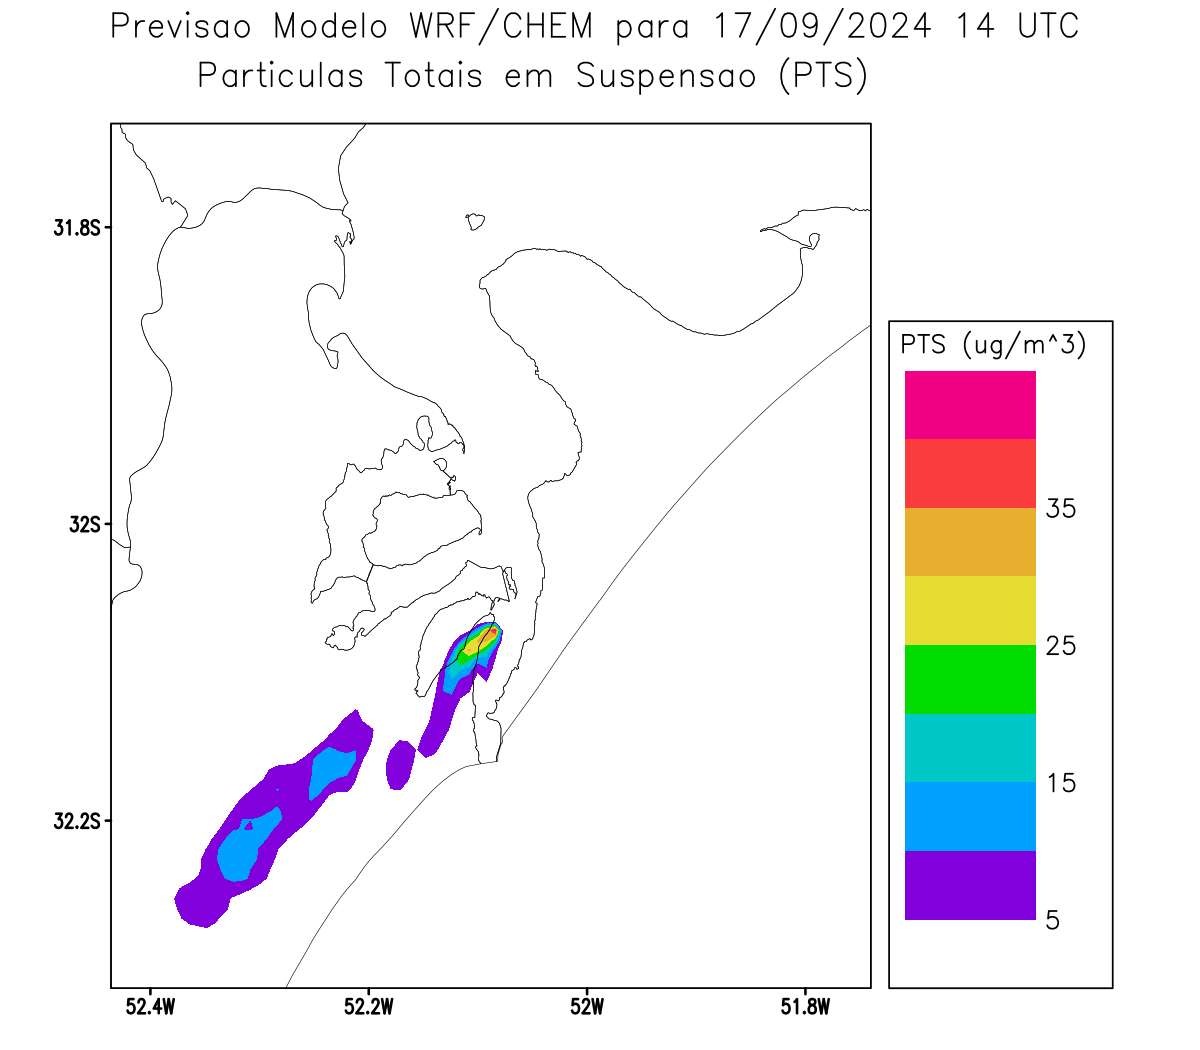 Previsao Modelo WRF/CHEM para 17/09/2024 14 UTC
Particulas Totais em Suspensao (PTS)
31.8S
32S
32.2S
52.4W
52.2W
52W
51.8W
PTS (ug/m^3)
35
25
15
5